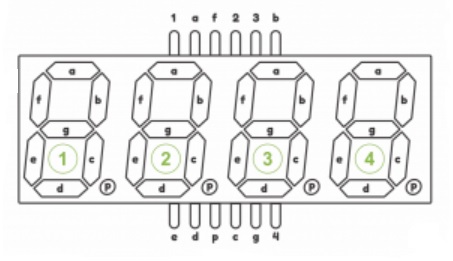 1 a f 2 3 b
a a a a
f b f b f b f b
g g g g
e 1 c e 2 c e 3 c e 4 c
d P d P d P d P
e d p c g 4